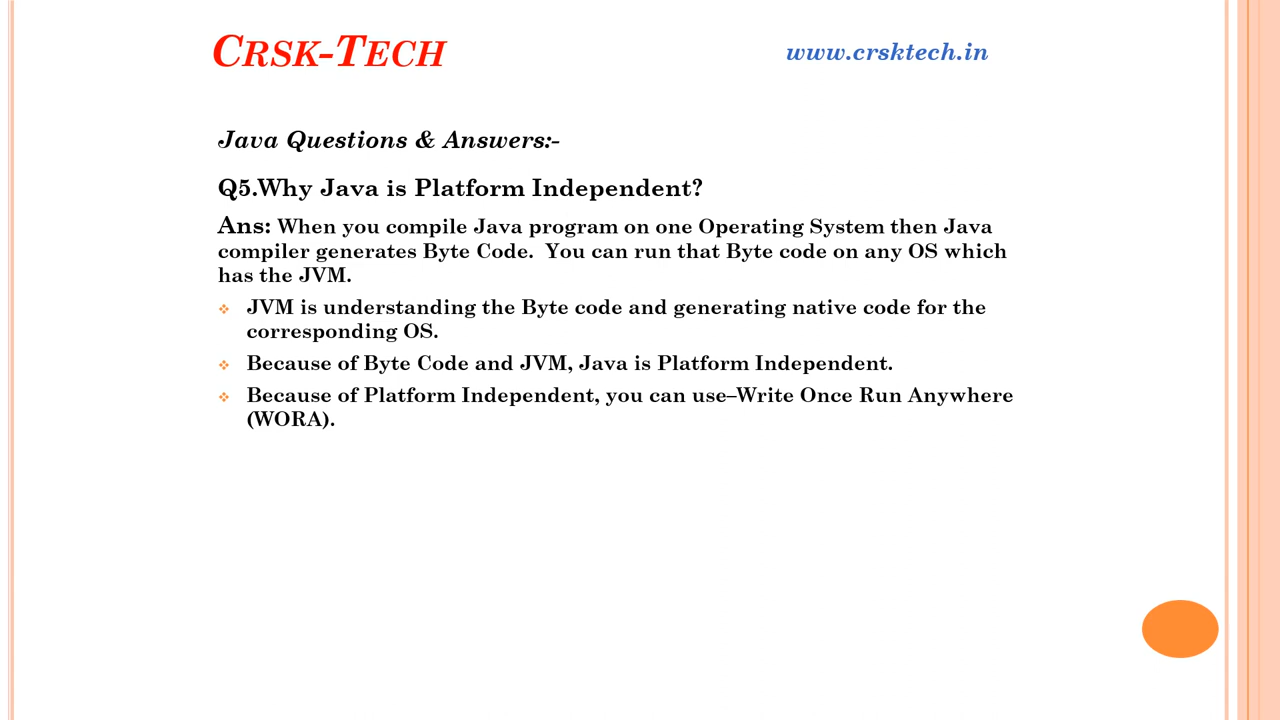 CRSK-TECH
www.crsktech.in
Java Questions & Answers:-
Q5.Why Java is Platform Independent?
Ans: When you compile Java program on one Operating System then Java
compiler generates Byte Code.  You can run that Byte code on any OS which
has the JVM.
❖ JVM is understanding the Byte code and generating native code for the
corresponding OS.
❖ Because of Byte Code and JVM, Java is Platform Independent.
❖ Because of Platform Independent, you can use–Write Once Run Anywhere
(WORA).